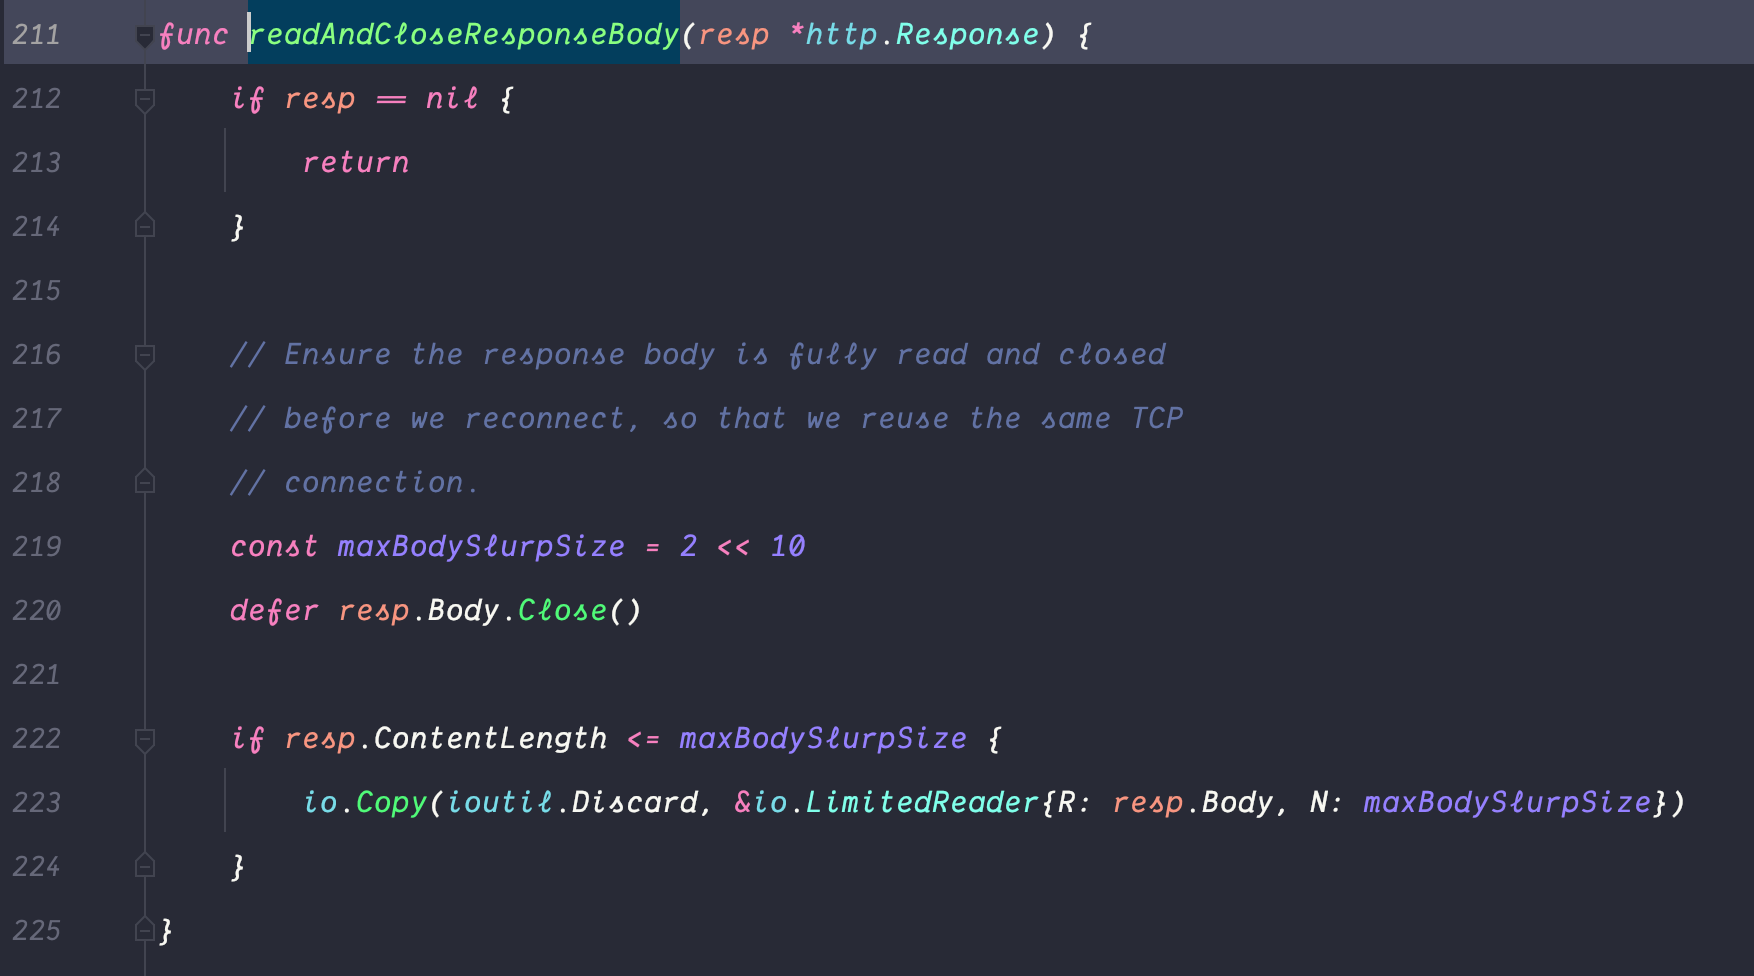 211 func readAndCloseResponseBody(resp *http.Response) {
212     if resp == nil {
213         return
214     }
215
216     // Ensure the response body is fully read and closed
217     // before we reconnect, so that we reuse the same TCP
218     // connection.
219     const maxBodySlurpSize = 2 << 10
220     defer resp.Body.Close()
221
222     if resp.ContentLength <= maxBodySlurpSize {
223         io.Copy(ioutil.Discard, &io.LimitedReader{R: resp.Body, N: maxBodySlurpSize})
224     }
225 }